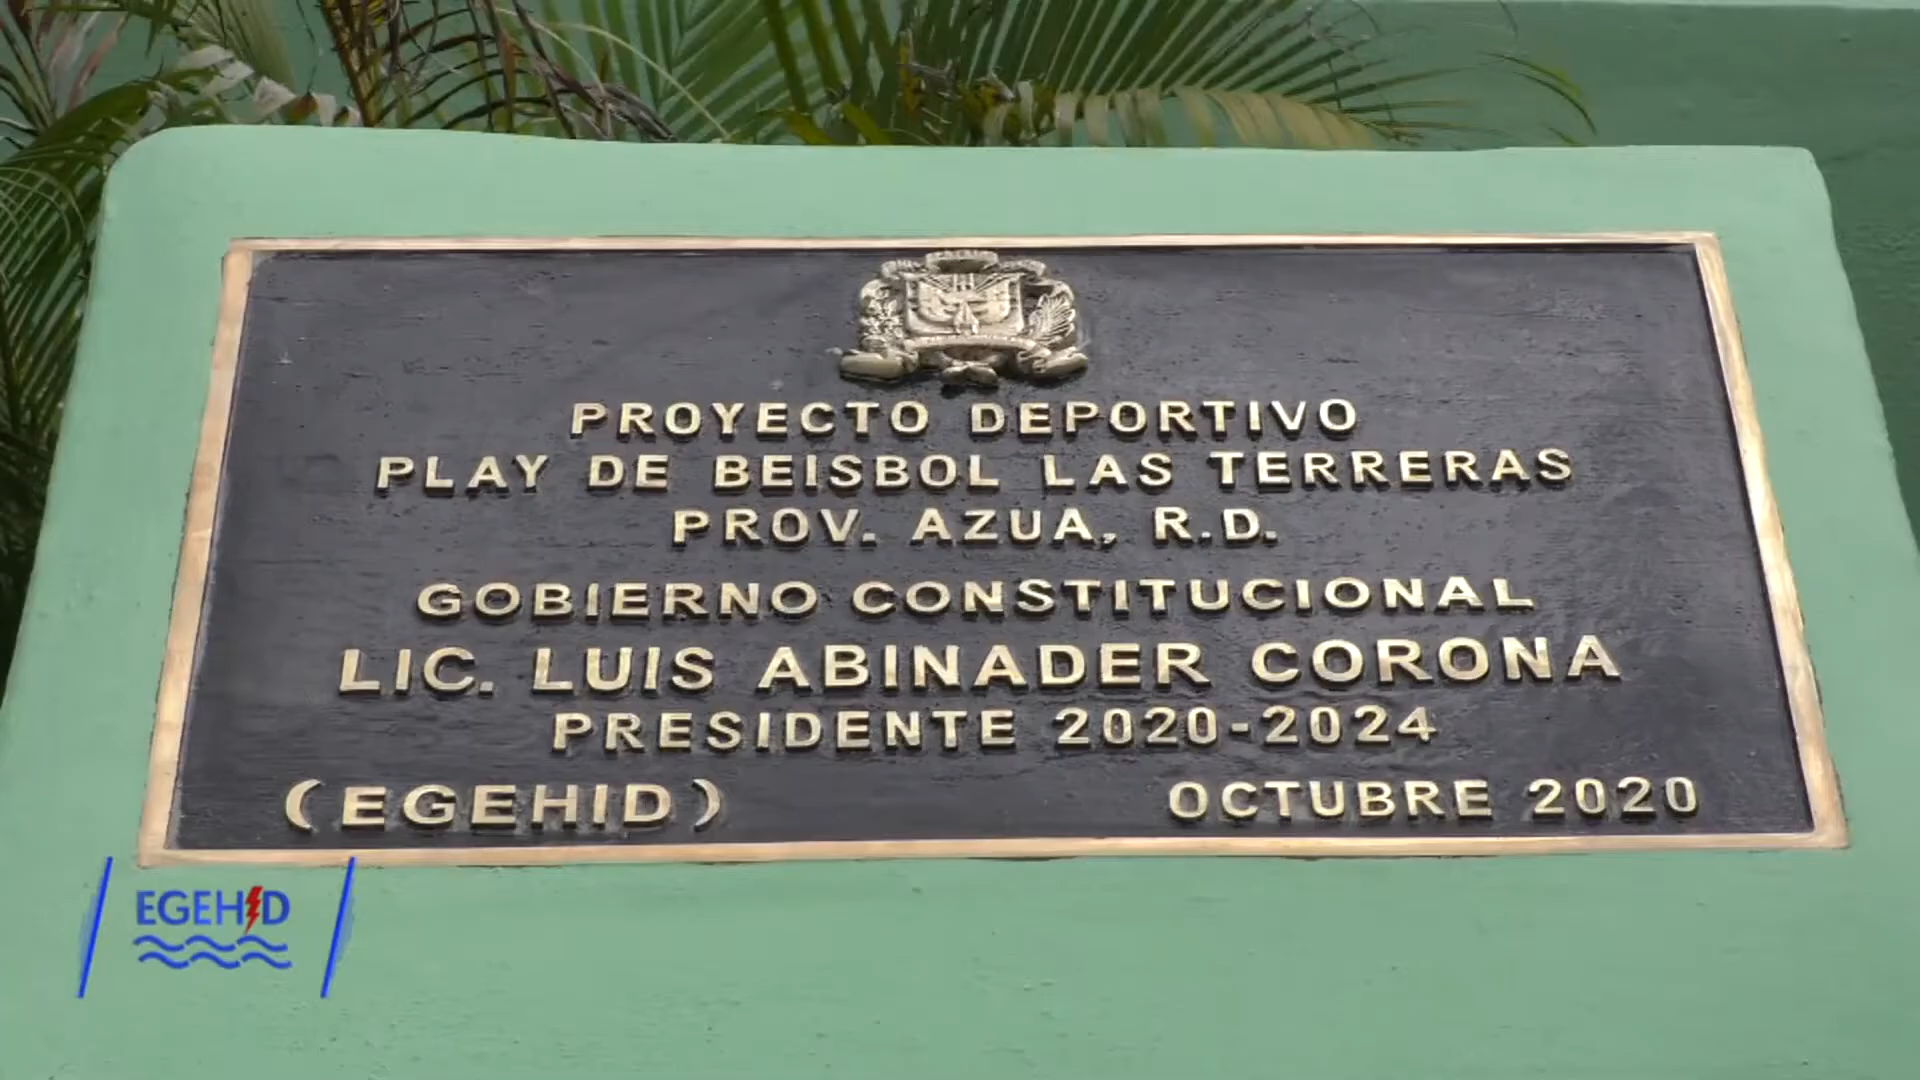 PROYECTO DEPORTIVO
PLAY DE BEISBOL LAS TERRERAS
PROV. AZUA, R.D.
GOBIERNO CONSTITUCIONAL
LIC. LUIS ABINADER CORONA
PRESIDENTE 2020-2024
(EGEHID) OCTUBRE 2020
EGEHID